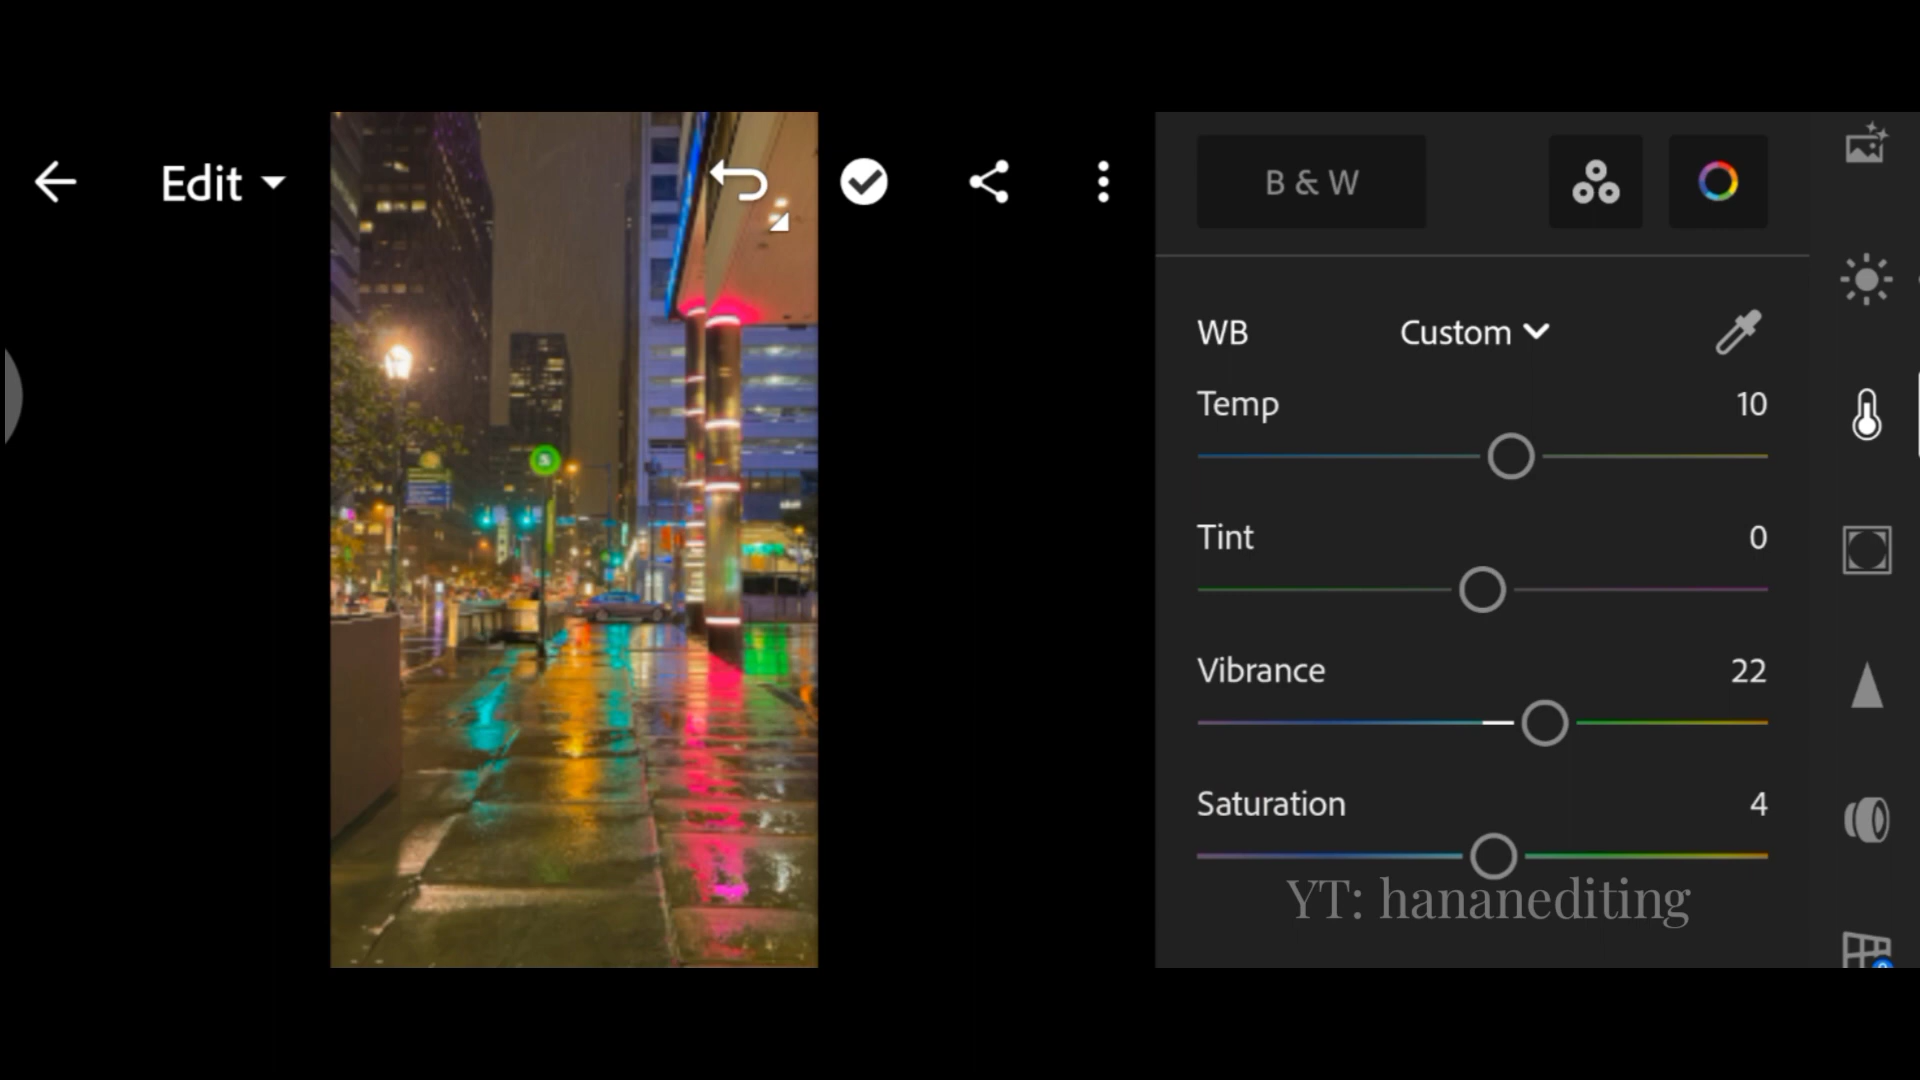 Edit
B & W
WB Custom
Temp 10
Tint 0
Vibrance 22
Saturation 4
YT: hananediting